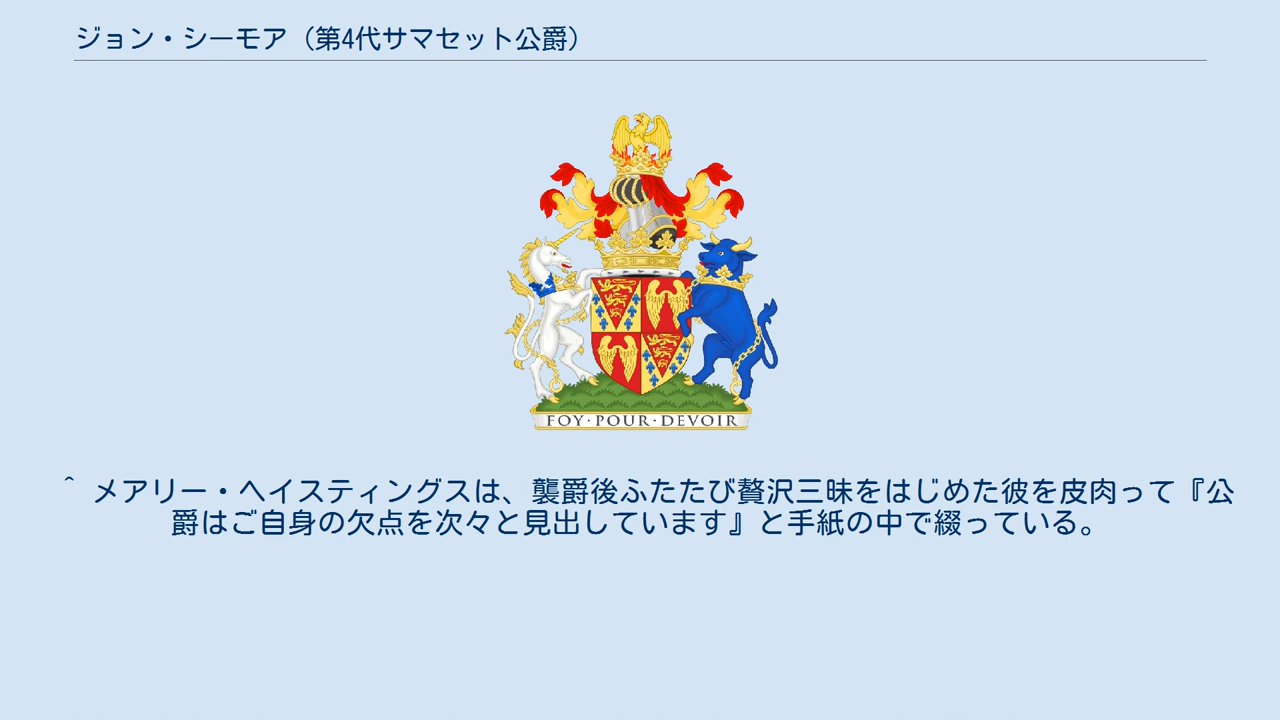 ジョン・シーモア（第4代サマセット公爵）
FOY·POUR·DEVOIR
^ メアリー・ヘイスティングスは、襲爵後ふたたび贅沢三昧をはじめた彼を皮肉って『公
爵はご自身の欠点を次々と見出しています』と手紙の中で綴っている。